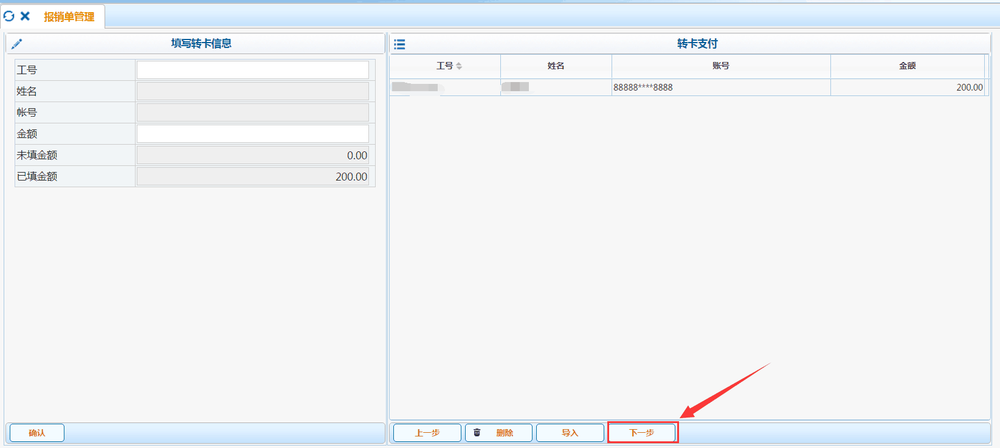 报销单管理
填写转卡信息
工号
姓名
帐号
金额
未填金额 0.00
已填金额 200.00
确认
转卡支付
工号 姓名 账号 金额
88888****8888 200.00
上一步 删除 导入 下一步